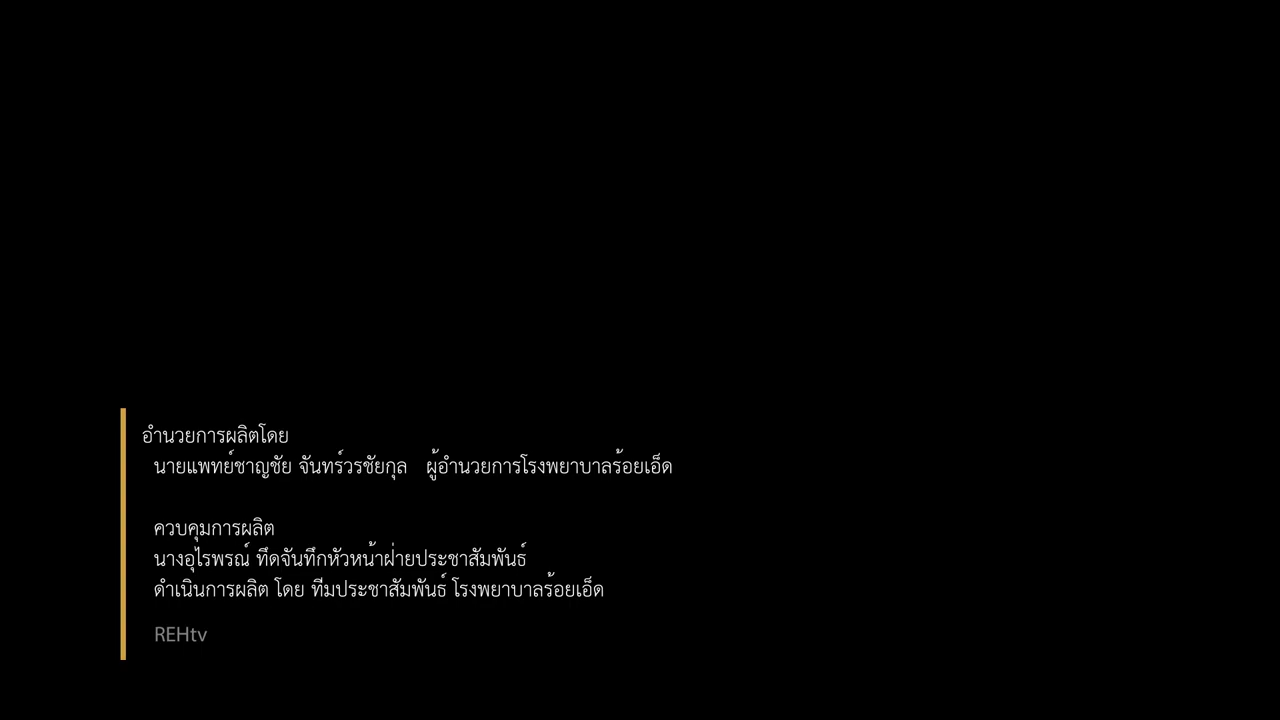 อำนวยการผลิตโดย
นายแพทย์ชาญชัย จันทร์วรชัยกุล ผู้อำนวยการโรงพยาบาลร้อยเอ็ด
ควบคุมการผลิต
นางอุไรพรณ์ ทึดจันทึกหัวหน้าฝ่ายประชาสัมพันธ์
ดำเนินการผลิต โดย ทีมประชาสัมพันธ์ โรงพยาบาลร้อยเอ็ด
REHtv